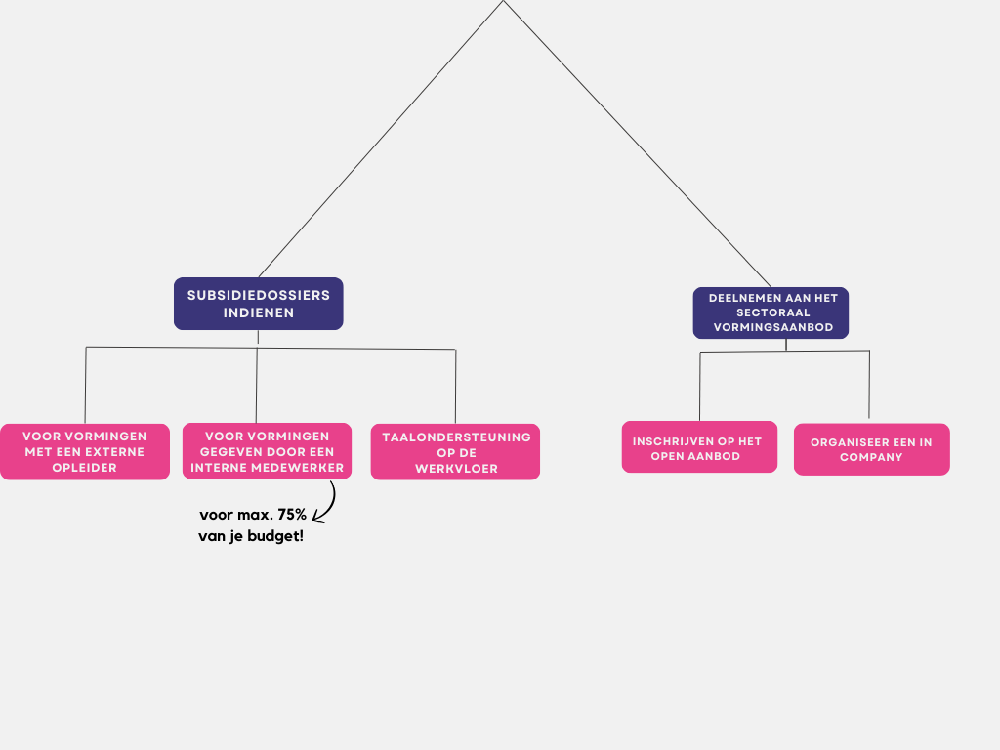 SUBSIDIEDOSSIERS
INDIENEN
DEELNEMEN AAN HET
SECTORAAL
VORMINGSAANBOD
VOOR VORMINGEN
MET EEN EXTERNE
OPLEIDER
VOOR VORMINGEN
GEGEVEN DOOR EEN
INTERNE MEDEWERKER
TAALONDERSTEUNING
OP DE
WERKVLOER
INSCHRIJVEN OP HET
OPEN AANBOD
ORGANISEER EEN IN
COMPANY
voor max. 75%
van je budget!